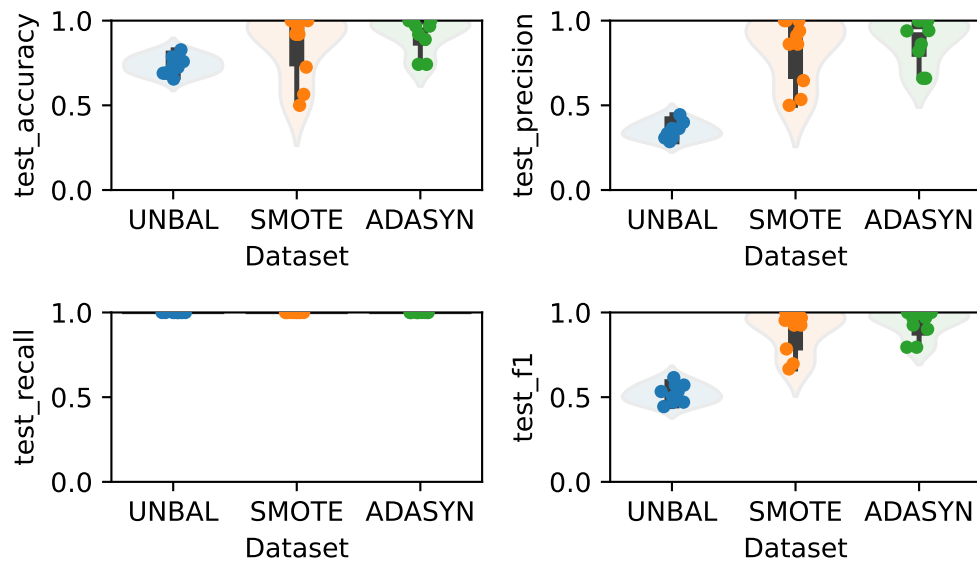 test_accuracy
1.0
0.5
0.0
UNBAL SMOTE ADASYN
Dataset
test_precision
1.0
0.5
0.0
UNBAL SMOTE ADASYN
Dataset
test_recall
1.0
0.5
0.0
UNBAL SMOTE ADASYN
Dataset
test_f1
1.0
0.5
0.0
UNBAL SMOTE ADASYN
Dataset